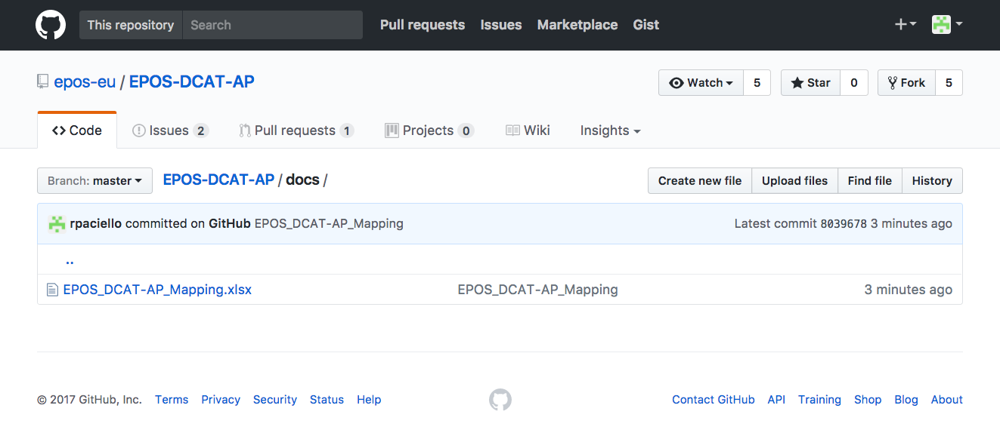 This repository Search Pull requests Issues Marketplace Gist
epos-eu / EPOS-DCAT-AP Watch 5 Star 0 Fork 5
Code Issues 2 Pull requests 1 Projects 0 Wiki Insights
Branch: master EPOS-DCAT-AP / docs / Create new file Upload files Find file History
rpaciello committed on GitHub EPOS_DCAT-AP_Mapping Latest commit 8039678 3 minutes ago
..
EPOS_DCAT-AP_Mapping.xlsx EPOS_DCAT-AP_Mapping 3 minutes ago
© 2017 GitHub, Inc. Terms Privacy Security Status Help Contact GitHub API Training Shop Blog About